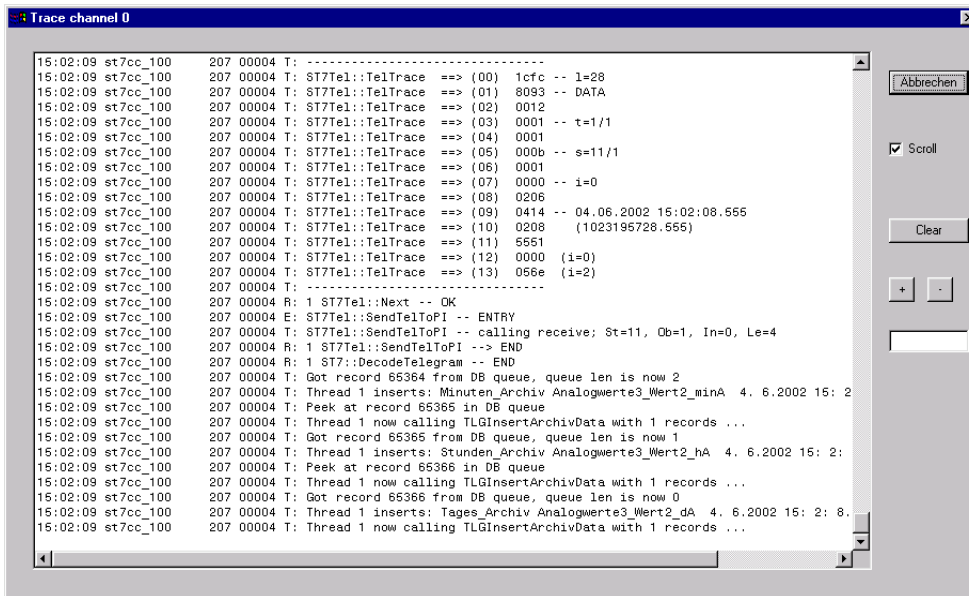 Trace channel 0
15:02:09 st7cc_100 207 00004 T: --------------------------------
15:02:09 st7cc_100 207 00004 T: ST7Tel::TelTrace ==> (00) 1cfc -- l=28
15:02:09 st7cc_100 207 00004 T: ST7Tel::TelTrace ==> (01) 8093 -- DATA
15:02:09 st7cc_100 207 00004 T: ST7Tel::TelTrace ==> (02) 0012
15:02:09 st7cc_100 207 00004 T: ST7Tel::TelTrace ==> (03) 0001 -- t=1/1
15:02:09 st7cc_100 207 00004 T: ST7Tel::TelTrace ==> (04) 0001
15:02:09 st7cc_100 207 00004 T: ST7Tel::TelTrace ==> (05) 000b -- s=11/1
15:02:09 st7cc_100 207 00004 T: ST7Tel::TelTrace ==> (06) 0001
15:02:09 st7cc_100 207 00004 T: ST7Tel::TelTrace ==> (07) 0000 -- i=0
15:02:09 st7cc_100 207 00004 T: ST7Tel::TelTrace ==> (08) 0206
15:02:09 st7cc_100 207 00004 T: ST7Tel::TelTrace ==> (09) 0414 -- 04.06.2002 15:02:08.555
15:02:09 st7cc_100 207 00004 T: ST7Tel::TelTrace ==> (10) 0208 (1023195728.555)
15:02:09 st7cc_100 207 00004 T: ST7Tel::TelTrace ==> (11) 5551
15:02:09 st7cc_100 207 00004 T: ST7Tel::TelTrace ==> (12) 0000 (i=0)
15:02:09 st7cc_100 207 00004 T: ST7Tel::TelTrace ==> (13) 056e (i=2)
15:02:09 st7cc_100 207 00004 T: --------------------------------
15:02:09 st7cc_100 207 00004 R: 1 ST7Tel::Next -- OK
15:02:09 st7cc_100 207 00004 E: ST7Tel::SendTelToPI -- ENTRY
15:02:09 st7cc_100 207 00004 T: ST7Tel::SendTelToPI -- calling receive; St=11, Ob=1, In=0, Le=4
15:02:09 st7cc_100 207 00004 R: 1 ST7Tel::SendTelToPI --> END
15:02:09 st7cc_100 207 00004 R: 1 ST7::DecodeTelegram -- END
15:02:09 st7cc_100 207 00004 T: Got record 65364 from DB queue, queue len is now 2
15:02:09 st7cc_100 207 00004 T: Thread 1 inserts: Minuten_Archiv Analogwerte3_Wert2_minA 4. 6.2002 15: 2
15:02:09 st7cc_100 207 00004 T: Peek at record 65365 in DB queue
15:02:09 st7cc_100 207 00004 T: Thread 1 now calling TLGInsertArchivData with 1 records ...
15:02:09 st7cc_100 207 00004 T: Got record 65365 from DB queue, queue len is now 1
15:02:09 st7cc_100 207 00004 T: Thread 1 inserts: Stunden_Archiv Analogwerte3_Wert2_hA 4. 6.2002 15: 2:
15:02:09 st7cc_100 207 00004 T: Peek at record 65366 in DB queue
15:02:09 st7cc_100 207 00004 T: Thread 1 now calling TLGInsertArchivData with 1 records ...
15:02:09 st7cc_100 207 00004 T: Got record 65366 from DB queue, queue len is now 0
15:02:09 st7cc_100 207 00004 T: Thread 1 inserts: Tages_Archiv Analogwerte3_Wert2_dA 4. 6.2002 15: 2: 8.
15:02:09 st7cc_100 207 00004 T: Thread 1 now calling TLGInsertArchivData with 1 records ...
Abbrechen
Scroll
Clear
+ -